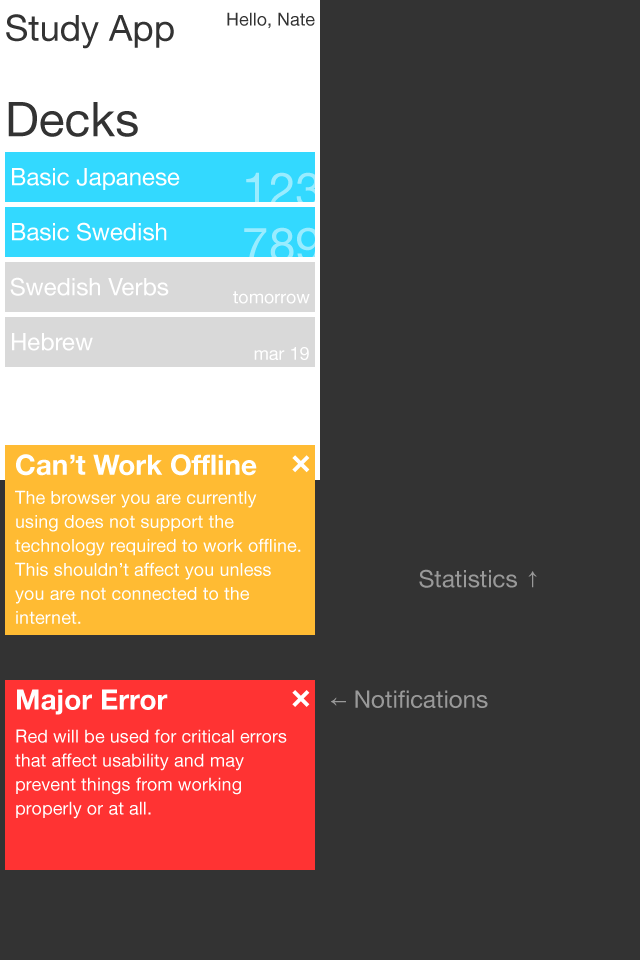 Study App
Hello, Nate
Decks
Basic Japanese
123
Basic Swedish
789
Swedish Verbs
tomorrow
Hebrew
mar 19
Can’t Work Offline ×
The browser you are currently
using does not support the
technology required to work offline.
This shouldn’t affect you unless
you are not connected to the
internet.
Statistics ↑
Major Error ×
← Notifications
Red will be used for critical errors
that affect usability and may
prevent things from working
properly or at all.